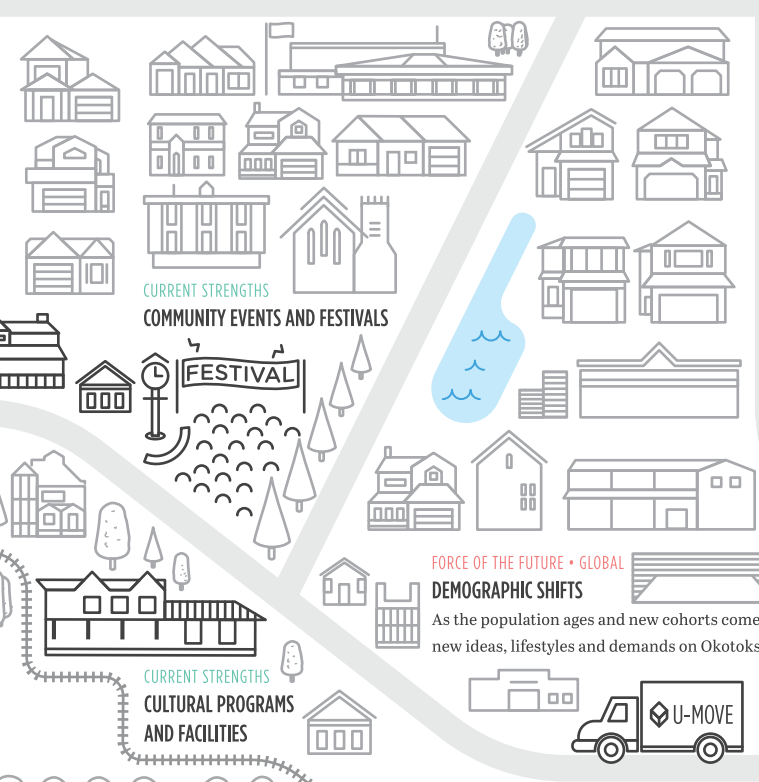 CURRENT STRENGTHS
COMMUNITY EVENTS AND FESTIVALS
FESTIVAL
FORCE OF THE FUTURE • GLOBAL
DEMOGRAPHIC SHIFTS
As the population ages and new cohorts come
new ideas, lifestyles and demands on Okotoks
CURRENT STRENGTHS
CULTURAL PROGRAMS
AND FACILITIES
U-MOVE